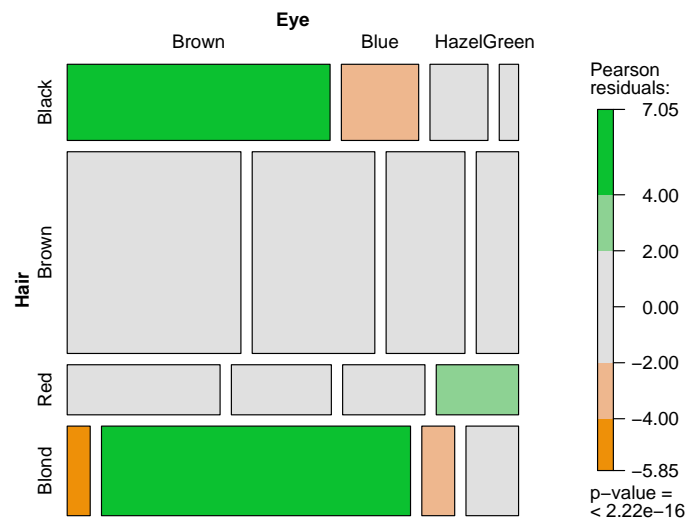 Eye
Brown Blue HazelGreen
Hair
Black
Brown
Red
Blond
Pearson
residuals:
7.05
4.00
2.00
0.00
−2.00
−4.00
−5.85
p−value =
< 2.22e−16